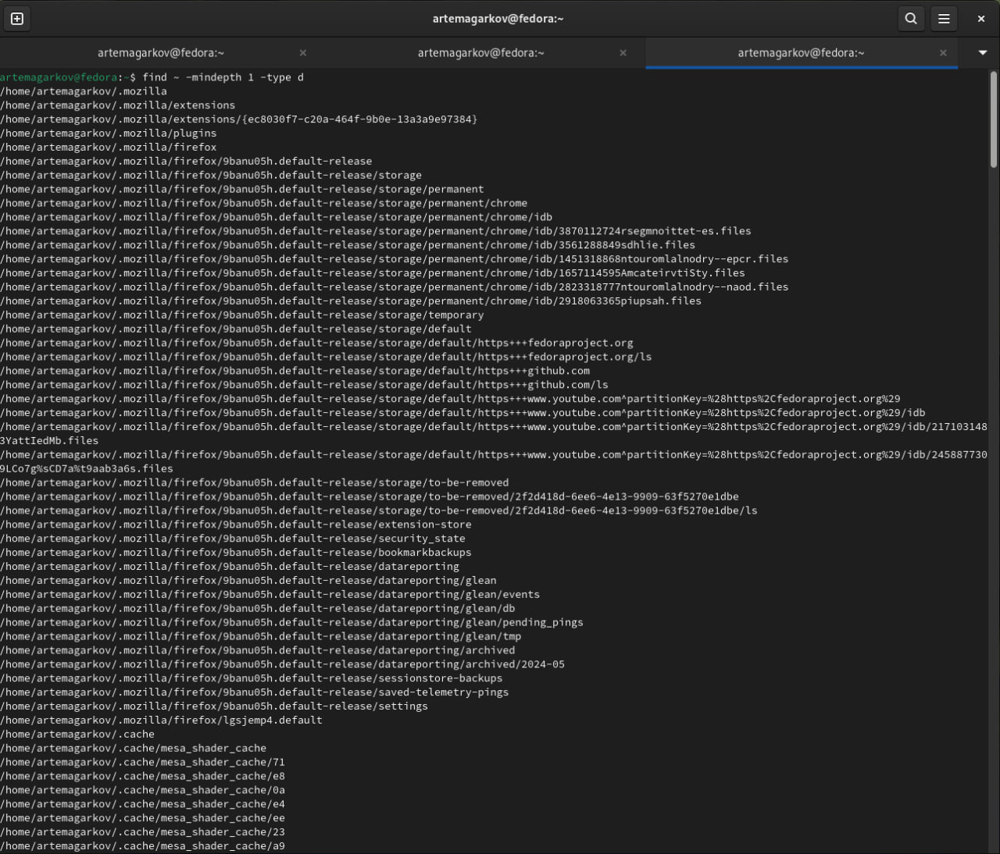 artemagarkov@fedora:~
artemagarkov@fedora:~ artemagarkov@fedora:~ artemagarkov@fedora:~
artemagarkov@fedora:~$ find ~ -mindepth 1 -type d
/home/artemagarkov/.mozilla
/home/artemagarkov/.mozilla/extensions
/home/artemagarkov/.mozilla/extensions/{ec8030f7-c20a-464f-9b0e-13a3a9e97384}
/home/artemagarkov/.mozilla/plugins
/home/artemagarkov/.mozilla/firefox
/home/artemagarkov/.mozilla/firefox/9banu05h.default-release
/home/artemagarkov/.mozilla/firefox/9banu05h.default-release/storage
/home/artemagarkov/.mozilla/firefox/9banu05h.default-release/storage/permanent
/home/artemagarkov/.mozilla/firefox/9banu05h.default-release/storage/permanent/chrome
/home/artemagarkov/.mozilla/firefox/9banu05h.default-release/storage/permanent/chrome/idb
/home/artemagarkov/.mozilla/firefox/9banu05h.default-release/storage/permanent/chrome/idb/3870112724rsegmnoittet-es.files
/home/artemagarkov/.mozilla/firefox/9banu05h.default-release/storage/permanent/chrome/idb/3561288849sdhlie.files
/home/artemagarkov/.mozilla/firefox/9banu05h.default-release/storage/permanent/chrome/idb/1451318868ntouromlalnodry--epcr.files
/home/artemagarkov/.mozilla/firefox/9banu05h.default-release/storage/permanent/chrome/idb/1657114595AmcateirvtiSty.files
/home/artemagarkov/.mozilla/firefox/9banu05h.default-release/storage/permanent/chrome/idb/2823318777ntouromlalnodry--naod.files
/home/artemagarkov/.mozilla/firefox/9banu05h.default-release/storage/permanent/chrome/idb/2918063365piupsah.files
/home/artemagarkov/.mozilla/firefox/9banu05h.default-release/storage/temporary
/home/artemagarkov/.mozilla/firefox/9banu05h.default-release/storage/default
/home/artemagarkov/.mozilla/firefox/9banu05h.default-release/storage/default/https+++fedoraproject.org
/home/artemagarkov/.mozilla/firefox/9banu05h.default-release/storage/default/https+++fedoraproject.org/ls
/home/artemagarkov/.mozilla/firefox/9banu05h.default-release/storage/default/https+++github.com
/home/artemagarkov/.mozilla/firefox/9banu05h.default-release/storage/default/https+++github.com/ls
/home/artemagarkov/.mozilla/firefox/9banu05h.default-release/storage/default/https+++www.youtube.com^partitionKey=%28https%2Cfedoraproject.org%29
/home/artemagarkov/.mozilla/firefox/9banu05h.default-release/storage/default/https+++www.youtube.com^partitionKey=%28https%2Cfedoraproject.org%29/idb
/home/artemagarkov/.mozilla/firefox/9banu05h.default-release/storage/default/https+++www.youtube.com^partitionKey=%28https%2Cfedoraproject.org%29/idb/217103148
3YattIedMb.files
/home/artemagarkov/.mozilla/firefox/9banu05h.default-release/storage/default/https+++www.youtube.com^partitionKey=%28https%2Cfedoraproject.org%29/idb/245887730
9LCo7g%sCD7a%t9aab3a6s.files
/home/artemagarkov/.mozilla/firefox/9banu05h.default-release/storage/to-be-removed
/home/artemagarkov/.mozilla/firefox/9banu05h.default-release/storage/to-be-removed/2f2d418d-6ee6-4e13-9909-63f5270e1dbe
/home/artemagarkov/.mozilla/firefox/9banu05h.default-release/storage/to-be-removed/2f2d418d-6ee6-4e13-9909-63f5270e1dbe/ls
/home/artemagarkov/.mozilla/firefox/9banu05h.default-release/extension-store
/home/artemagarkov/.mozilla/firefox/9banu05h.default-release/security_state
/home/artemagarkov/.mozilla/firefox/9banu05h.default-release/bookmarkbackups
/home/artemagarkov/.mozilla/firefox/9banu05h.default-release/datareporting
/home/artemagarkov/.mozilla/firefox/9banu05h.default-release/datareporting/glean
/home/artemagarkov/.mozilla/firefox/9banu05h.default-release/datareporting/glean/events
/home/artemagarkov/.mozilla/firefox/9banu05h.default-release/datareporting/glean/db
/home/artemagarkov/.mozilla/firefox/9banu05h.default-release/datareporting/glean/pending_pings
/home/artemagarkov/.mozilla/firefox/9banu05h.default-release/datareporting/glean/tmp
/home/artemagarkov/.mozilla/firefox/9banu05h.default-release/datareporting/archived
/home/artemagarkov/.mozilla/firefox/9banu05h.default-release/datareporting/archived/2024-05
/home/artemagarkov/.mozilla/firefox/9banu05h.default-release/sessionstore-backups
/home/artemagarkov/.mozilla/firefox/9banu05h.default-release/saved-telemetry-pings
/home/artemagarkov/.mozilla/firefox/9banu05h.default-release/settings
/home/artemagarkov/.mozilla/firefox/lgsjemp4.default
/home/artemagarkov/.cache
/home/artemagarkov/.cache/mesa_shader_cache
/home/artemagarkov/.cache/mesa_shader_cache/71
/home/artemagarkov/.cache/mesa_shader_cache/e8
/home/artemagarkov/.cache/mesa_shader_cache/0a
/home/artemagarkov/.cache/mesa_shader_cache/e4
/home/artemagarkov/.cache/mesa_shader_cache/ee
/home/artemagarkov/.cache/mesa_shader_cache/23
/home/artemagarkov/.cache/mesa_shader_cache/a9